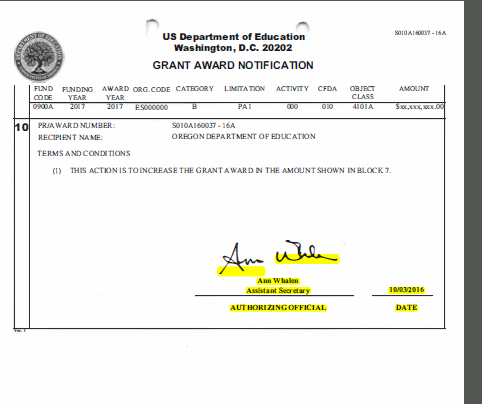 S010A160037 - 16A
US Department of Education
Washington, D.C. 20202
GRANT AWARD NOTIFICATION
FUND CODE FUNDING YEAR AWARD YEAR ORG. CODE CATEGORY LIMITATION ACTIVITY CFDA OBJECT CLASS AMOUNT
0900A 2017 2017 ES000000 B PA1 000 010 4101A $xx,xxx,xxx.00
10 PR/AWARD NUMBER: S010A160037 - 16A
RECIPIENT NAME: OREGON DEPARTMENT OF EDUCATION
TERMS AND CONDITIONS
(1) THIS ACTION IS TO INCREASE THE GRANT AWARD IN THE AMOUNT SHOWN IN BLOCK 7.
Ann Whalen
Ann Whalen
Assistant Secretary 10/03/2016
AUTHORIZING OFFICIAL DATE
Ver. 1